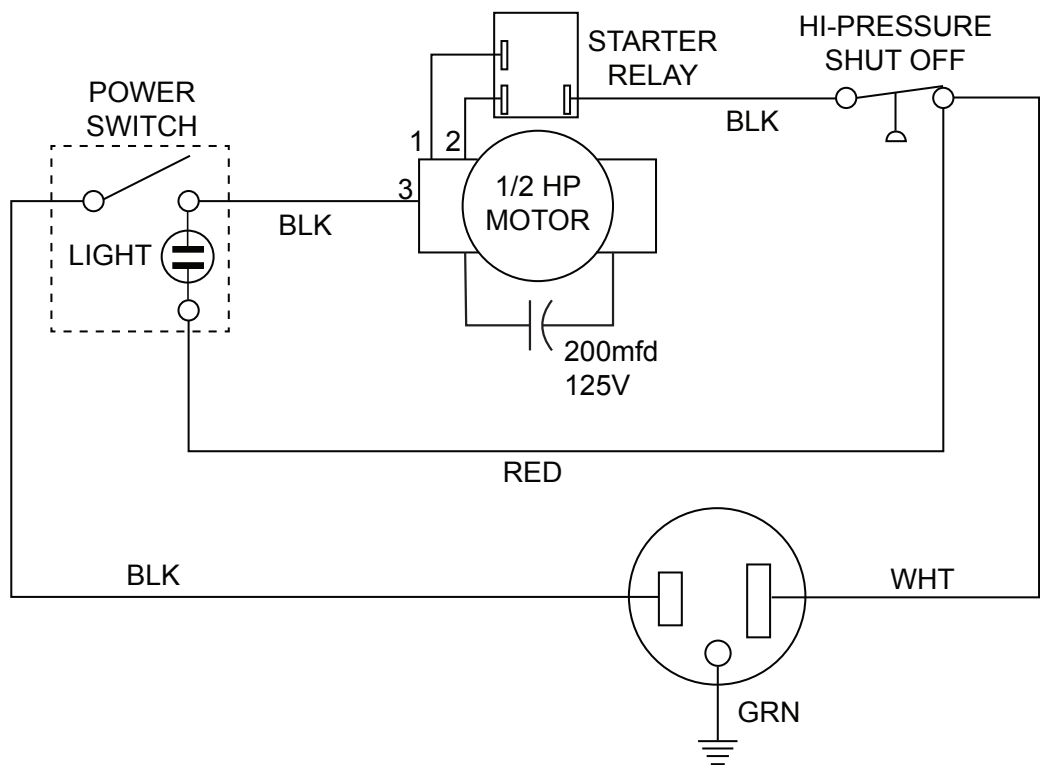 STARTER
RELAY
HI-PRESSURE
SHUT OFF
POWER
SWITCH
BLK
1
2
3
1/2 HP
MOTOR
BLK
LIGHT
200mfd
125V
RED
BLK
WHT
GRN